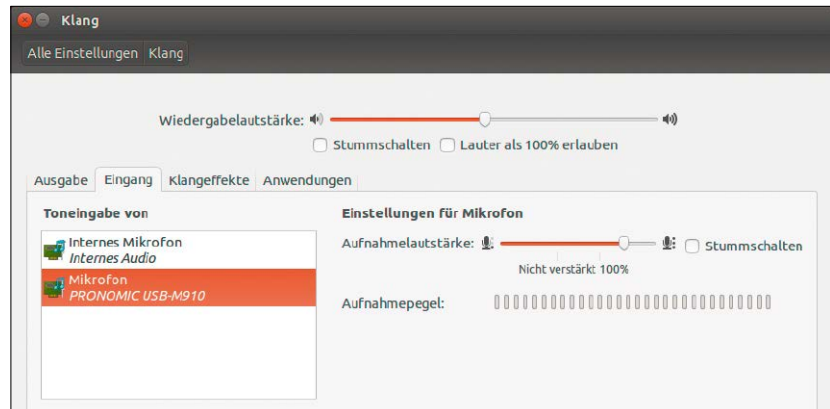 Klang
Alle Einstellungen Klang
Wiedergabelautstärke:
Stummschalten Lauter als 100% erlauben
Ausgabe Eingang Klangeffekte Anwendungen
Toneingabe von
Internes Mikrofon
Internes Audio
Mikrofon
PRONOMIC USB-M910
Einstellungen für Mikrofon
Aufnahmelautstärke: Stummschalten
Nicht verstärkt 100%
Aufnahmepegel: